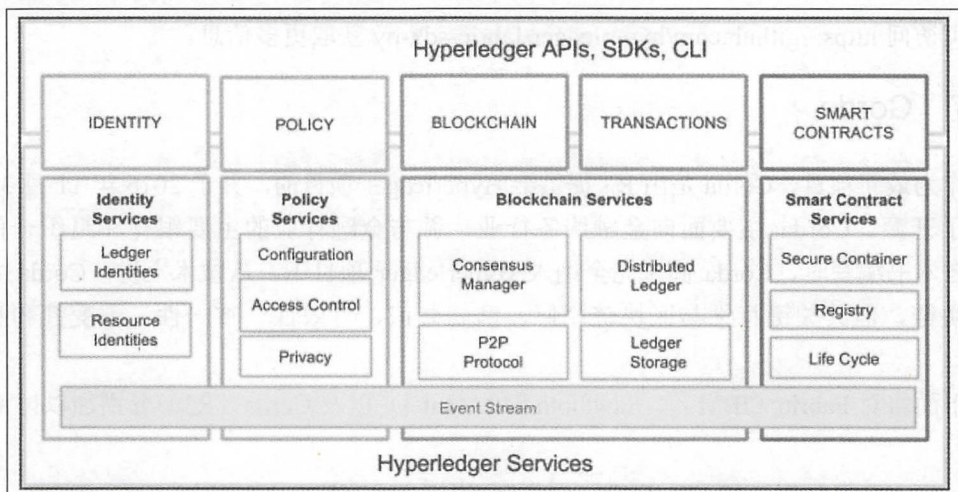 Hyperledger APIs, SDKs, CLI
IDENTITY
POLICY
BLOCKCHAIN
TRANSACTIONS
SMART
CONTRACTS
Identity
Services
Ledger
Identities
Resource
Identities
Policy
Services
Configuration
Access Control
Privacy
Blockchain Services
Consensus
Manager
Distributed
Ledger
P2P
Protocol
Ledger
Storage
Smart Contract
Services
Secure Container
Registry
Life Cycle
Event Stream
Hyperledger Services